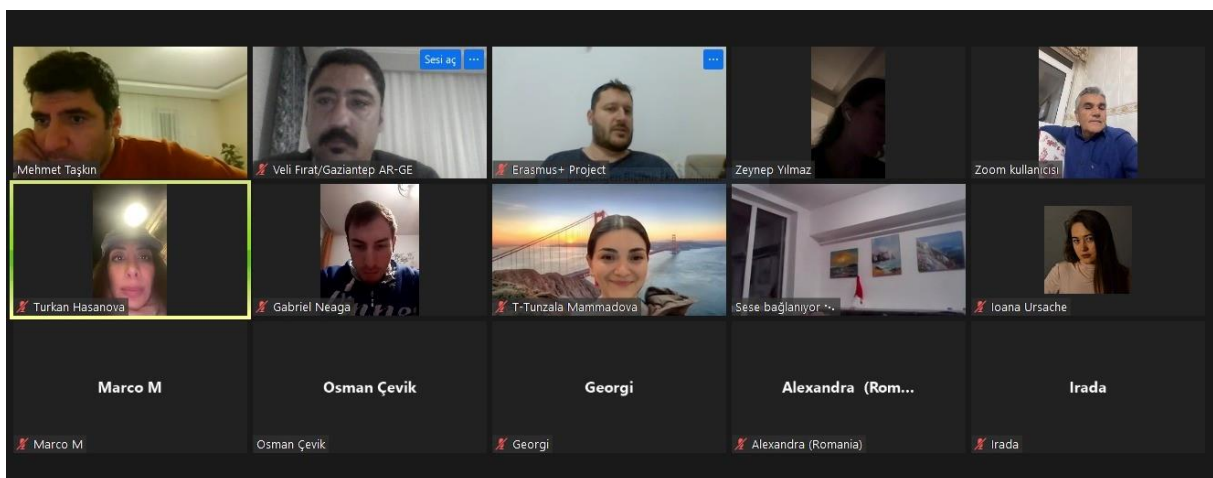 Sesi aç
Mehmet Taşkın
Veli Fırat/Gaziantep AR-GE
Erasmus+ Project
Zeynep Yılmaz
Zoom kullanıcısı
Turkan Hasanova
Gabriel Neaga
T-Tunzala Mammadova
Sese bağlanıyor
Ioana Ursache
Marco M
Osman Çevik
Georgi
Alexandra (Rom...
Irada
Marco M
Osman Çevik
Georgi
Alexandra (Romania)
Irada